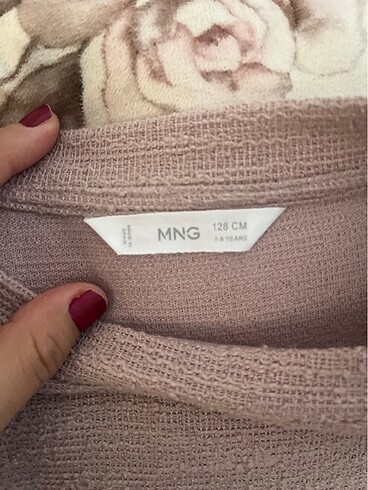 MNG
128 CM
7-8 YEARS